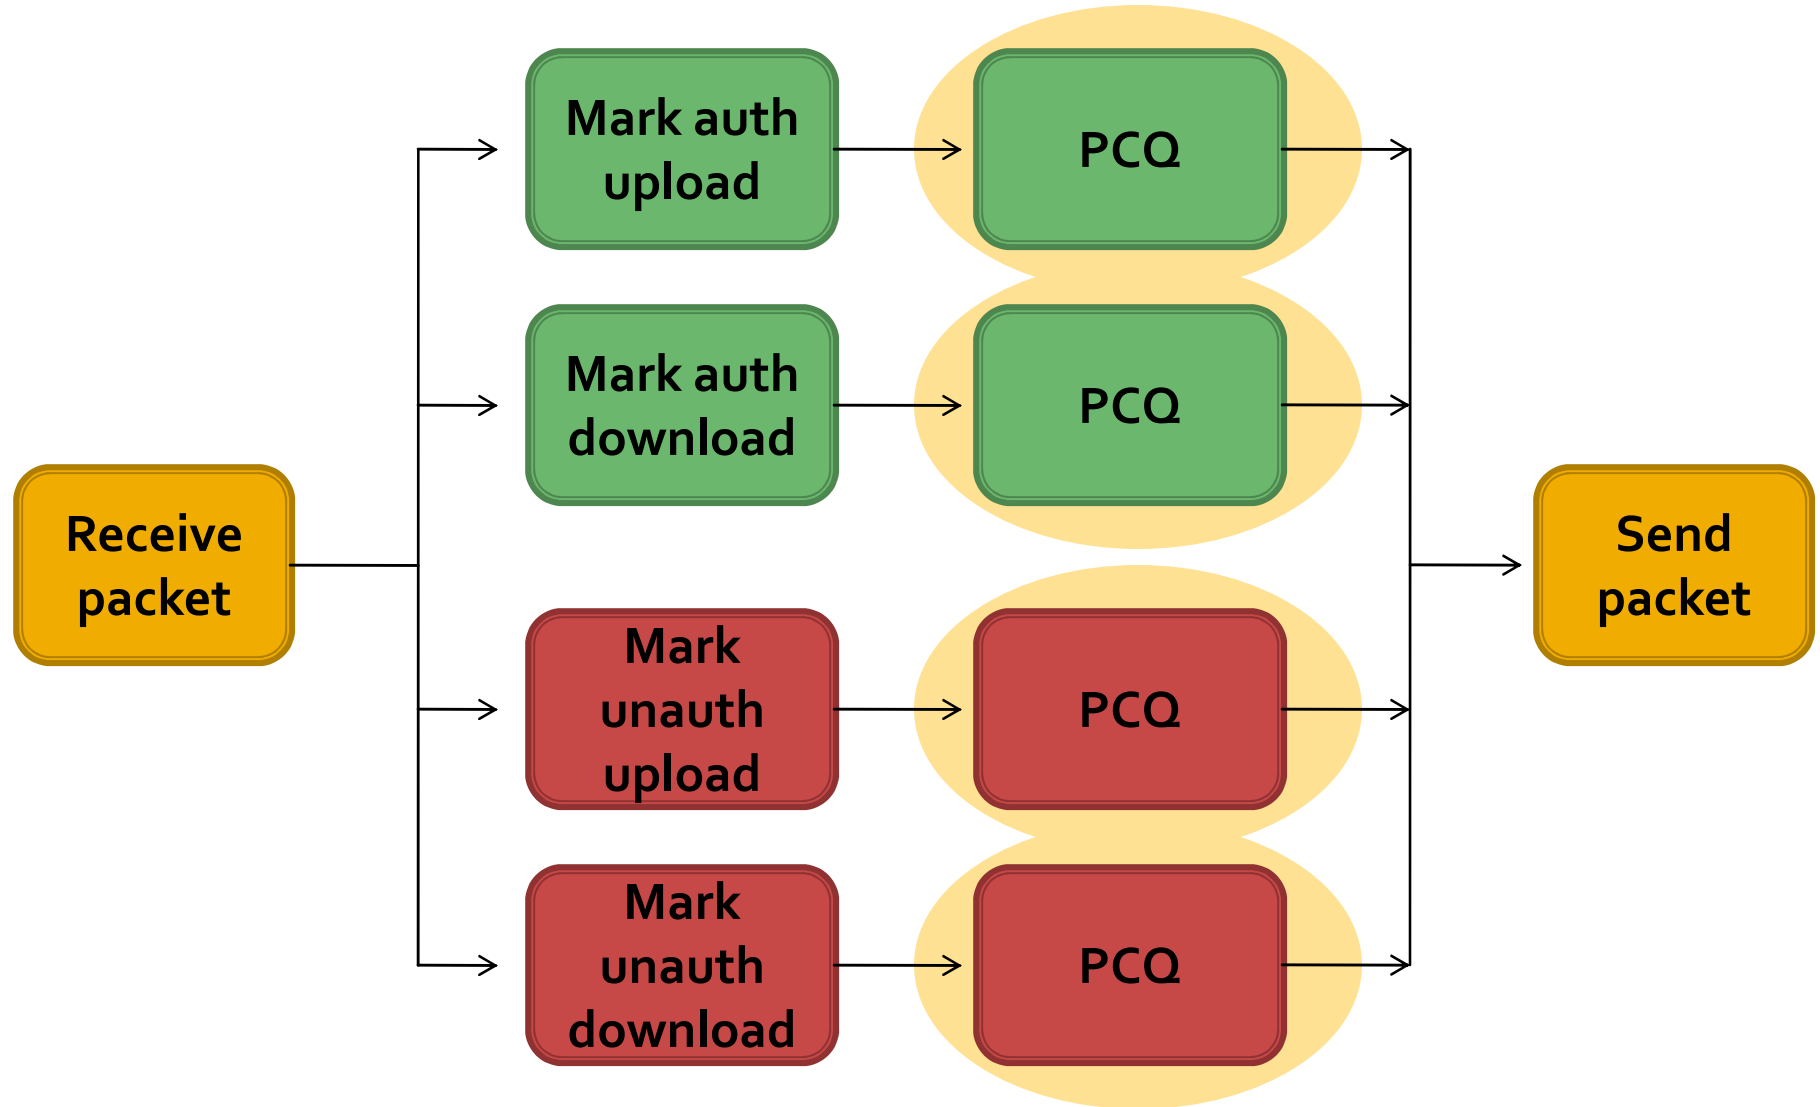 Mark auth
upload
PCQ
Mark auth
download
PCQ
Receive
packet
Send
packet
Mark
unauth
upload
PCQ
Mark
unauth
download
PCQ